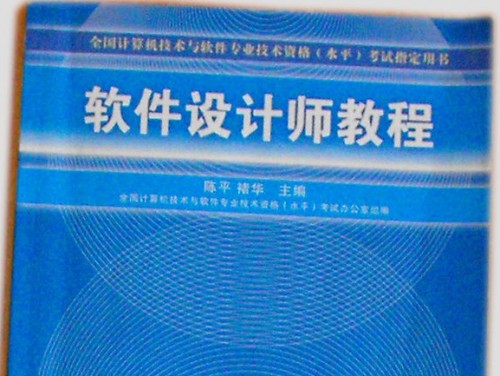 全国计算机技术与软件专业技术资格（水平）考试指定用书
软件设计师教程
陈平 褚华 主编
全国计算机技术与软件专业技术资格（水平）考试办公室组编